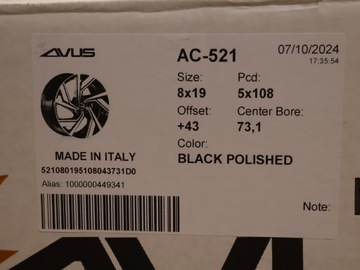 AVUS
AC-521
07/10/2024
17:35:54
Size: Pcd:
8x19 5x108
Offset: Center Bore:
+43 73,1
Color:
BLACK POLISHED
MADE IN ITALY
521080195108043731D0
Alias: 1000000449341
Note:
AVUS